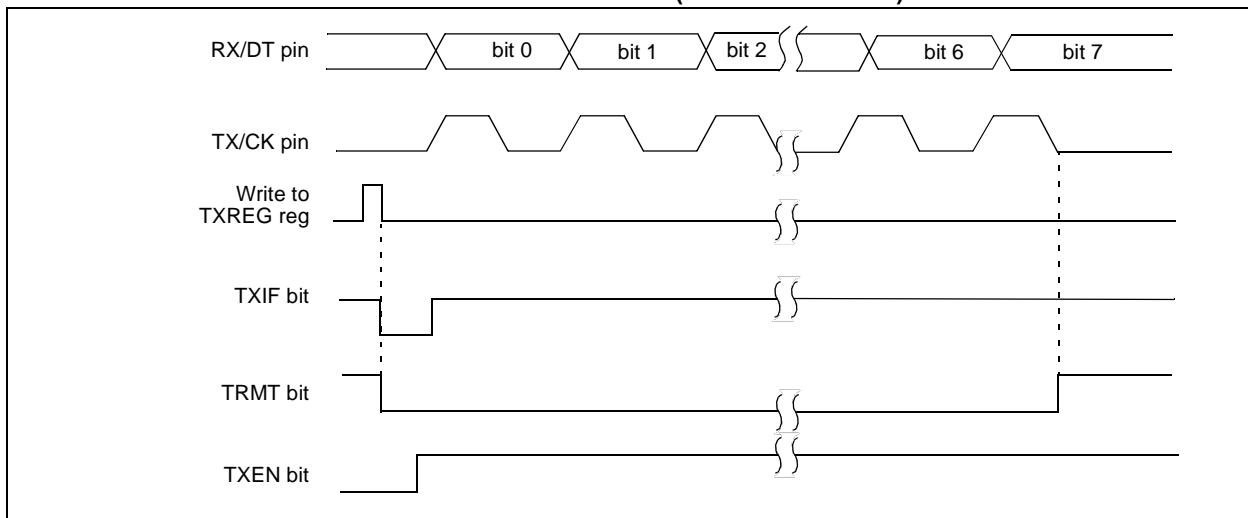 RX/DT pin
bit 0
bit 1
bit 2
bit 6
bit 7
TX/CK pin
Write to
TXREG reg
TXIF bit
TRMT bit
TXEN bit